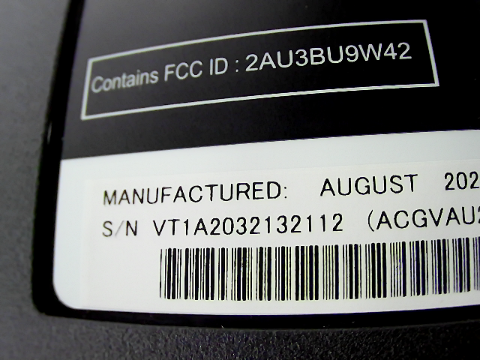 Contains FCC ID : 2AU3BU9W42
MANUFACTURED: AUGUST 202
S/N VT1A2032132112 (ACGVAU2